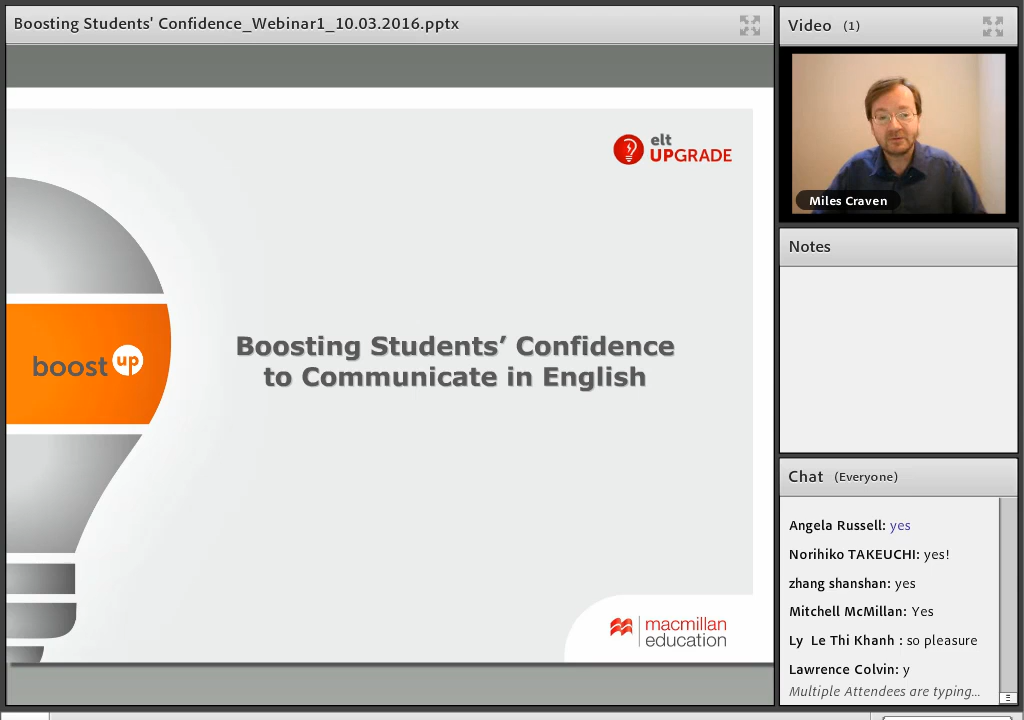 Boosting Students' Confidence_Webinar1_10.03.2016.pptx
elt
UPGRADE
boost up
Boosting Students’ Confidence
to Communicate in English
macmillan
education
Video (1)
Miles Craven
Notes
Chat (Everyone)
Angela Russell: yes
Norihiko TAKEUCHI: yes!
zhang shanshan: yes
Mitchell McMillan: Yes
Ly Le Thi Khanh : so pleasure
Lawrence Colvin: y
Multiple Attendees are typing...